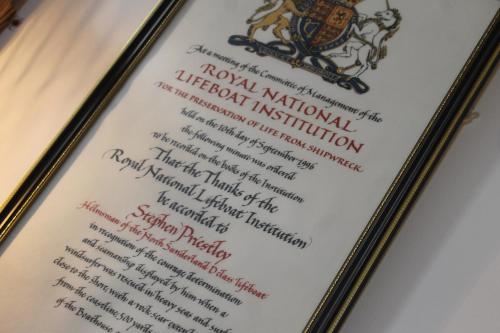 At a meeting of the Committee of Management of the
ROYAL NATIONAL
LIFEBOAT INSTITUTION
FOR THE PRESERVATION OF LIFE FROM SHIPWRECK
held on the 10th day of September 1996
the following minute was ordered
to be recorded on the books of the Institution
That the Thanks of the
Royal National Lifeboat Institution
be accorded to
Stephen Priestley
Helmsman of the North Sunderland D class lifeboat
in recognition of the courage, determination
and seamanship displayed by him when a
windsurfer was rescued in heavy seas and surf
close to the shore with a rock scar
from the coastline, 500 yards
of the Boathouse